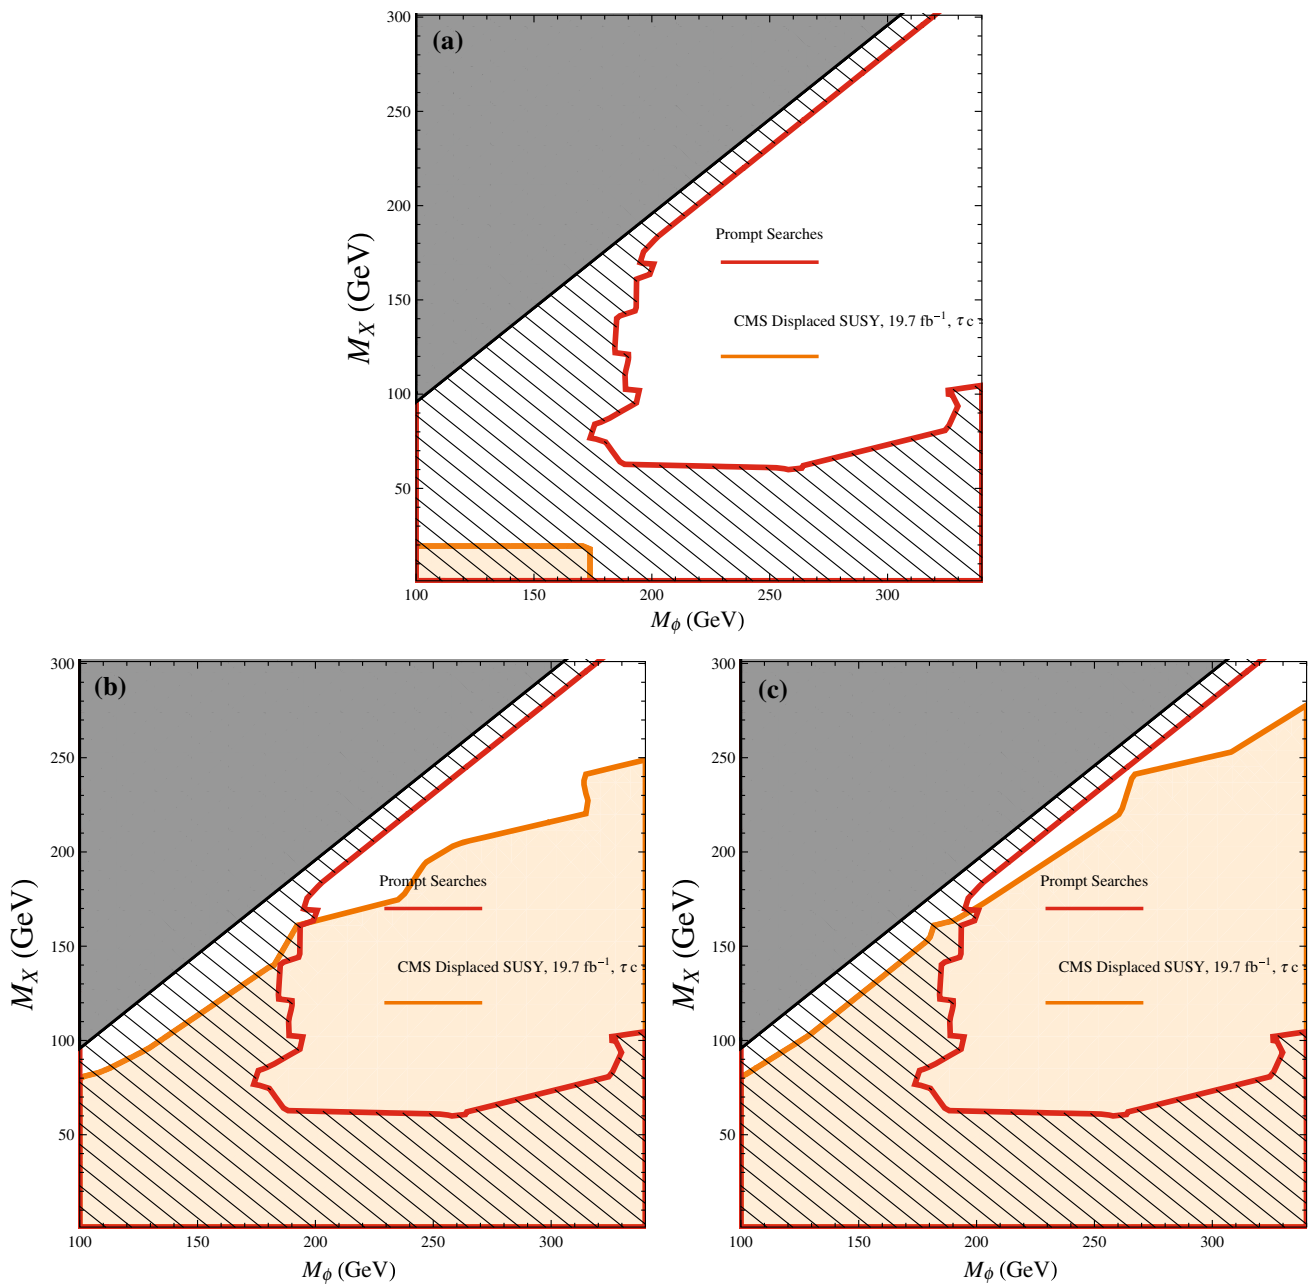 (a)
300
250
200
150
100
50
M_X (GeV)
Prompt Searches
CMS Displaced SUSY, 19.7 fb⁻¹, τ c
100 150 200 250 300
M_ϕ (GeV)
(b)
300
250
200
150
100
50
M_X (GeV)
Prompt Searches
CMS Displaced SUSY, 19.7 fb⁻¹, τ c
100 150 200 250 300
M_ϕ (GeV)
(c)
300
250
200
150
100
50
M_X (GeV)
Prompt Searches
CMS Displaced SUSY, 19.7 fb⁻¹, τ c
100 150 200 250 300
M_ϕ (GeV)